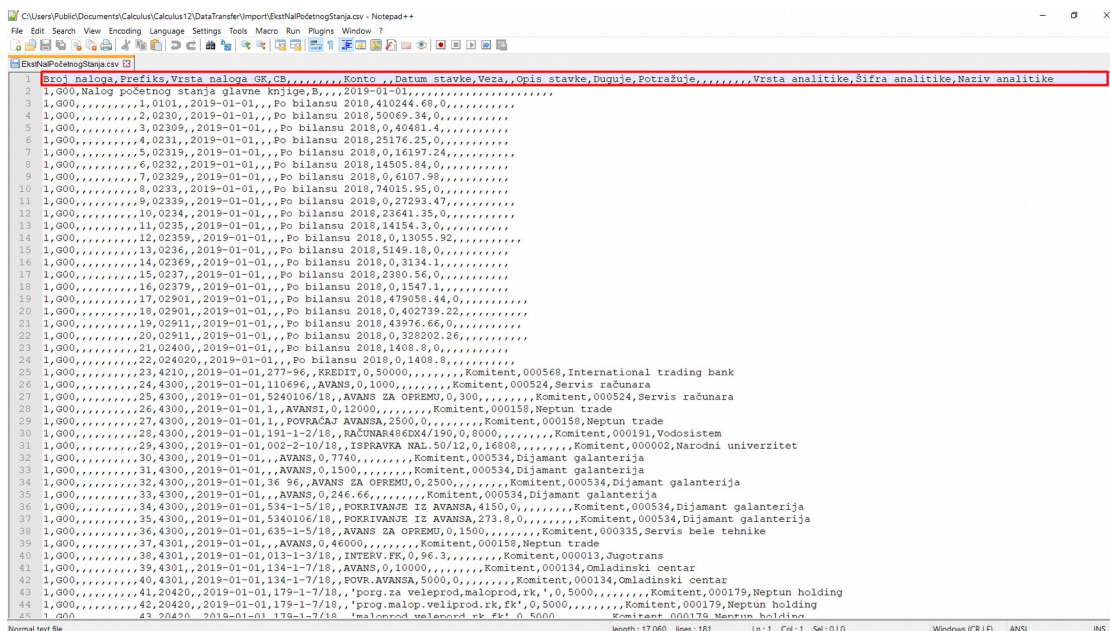 C:\Users\Public\Documents\Calculus\Calculus12\DataTransfer\Import\EkstNalPočetnogStanja.csv - Notepad++
File Edit Search View Encoding Language Settings Tools Macro Run Plugins Window ?
EkstNalPočetnogStanja.csv
1 Broj naloga,Prefiks,Vrsta naloga GK,CB,,,,,,,,,Konto ,,Datum stavke,Veza,,Opis stavke,Duguje,Potražuje,,,,,,,,,Vrsta analitike,Šifra analitike,Naziv analitike
2 1,G00,Nalog početnog stanja glavne knjige,B,,,,2019-01-01,,,,,,,,,,,,,,,,,,,,,,,
3 1,G00,,,,,,,,,,1,0101,,2019-01-01,,,Po bilansu 2018,410244.68,0,,,,,,,,,,,
4 1,G00,,,,,,,,,,2,0230,,2019-01-01,,,Po bilansu 2018,50069.34,0,,,,,,,,,,,
5 1,G00,,,,,,,,,,3,02309,,2019-01-01,,,Po bilansu 2018,0,40481.4,,,,,,,,,,,
6 1,G00,,,,,,,,,,4,0231,,2019-01-01,,,Po bilansu 2018,25176.25,0,,,,,,,,,,,
7 1,G00,,,,,,,,,,5,02319,,2019-01-01,,,Po bilansu 2018,0,16197.24,,,,,,,,,,,
8 1,G00,,,,,,,,,,6,0232,,2019-01-01,,,Po bilansu 2018,14505.84,0,,,,,,,,,,,
9 1,G00,,,,,,,,,,7,02329,,2019-01-01,,,Po bilansu 2018,0,6107.98,,,,,,,,,,,
10 1,G00,,,,,,,,,,8,0233,,2019-01-01,,,Po bilansu 2018,74015.95,0,,,,,,,,,,,
11 1,G00,,,,,,,,,,9,02339,,2019-01-01,,,Po bilansu 2018,0,27293.47,,,,,,,,,,,
12 1,G00,,,,,,,,,,10,0234,,2019-01-01,,,Po bilansu 2018,23641.35,0,,,,,,,,,,,
13 1,G00,,,,,,,,,,11,0235,,2019-01-01,,,Po bilansu 2018,14154.3,0,,,,,,,,,,,
14 1,G00,,,,,,,,,,12,02359,,2019-01-01,,,Po bilansu 2018,0,13055.92,,,,,,,,,,,
15 1,G00,,,,,,,,,,13,0236,,2019-01-01,,,Po bilansu 2018,5149.18,0,,,,,,,,,,,
16 1,G00,,,,,,,,,,14,02369,,2019-01-01,,,Po bilansu 2018,0,3134.1,,,,,,,,,,,
17 1,G00,,,,,,,,,,15,0237,,2019-01-01,,,Po bilansu 2018,2380.56,0,,,,,,,,,,,
18 1,G00,,,,,,,,,,16,02379,,2019-01-01,,,Po bilansu 2018,0,1547.1,,,,,,,,,,,
19 1,G00,,,,,,,,,,17,02901,,2019-01-01,,,Po bilansu 2018,479058.44,0,,,,,,,,,,,
20 1,G00,,,,,,,,,,18,02901,,2019-01-01,,,Po bilansu 2018,0,402739.22,,,,,,,,,,,
21 1,G00,,,,,,,,,,19,02911,,2019-01-01,,,Po bilansu 2018,43976.66,0,,,,,,,,,,,
22 1,G00,,,,,,,,,,20,02911,,2019-01-01,,,Po bilansu 2018,0,328202.26,,,,,,,,,,,
23 1,G00,,,,,,,,,,21,02400,,2019-01-01,,,Po bilansu 2018,1408.8,0,,,,,,,,,,,
24 1,G00,,,,,,,,,,22,024020,,2019-01-01,,,Po bilansu 2018,0,1408.8,,,,,,,,,,,
25 1,G00,,,,,,,,,,23,4210,,2019-01-01,277-96,,KREDIT,0,50000,,,,,,,,,Komitent,000568,International trading bank
26 1,G00,,,,,,,,,,24,4300,,2019-01-01,110696,,AVANS,0,1000,,,,,,,,,Komitent,000524,Servis računara
27 1,G00,,,,,,,,,,25,4300,,2019-01-01,5240106/18,,AVANS ZA OPREMU,0,300,,,,,,,,,Komitent,000524,Servis računara
28 1,G00,,,,,,,,,,26,4300,,2019-01-01,1,,AVANSI,0,12000,,,,,,,,,Komitent,000158,Neptun trade
29 1,G00,,,,,,,,,,27,4300,,2019-01-01,1,,POVRAĆAJ AVANSA,2500,0,,,,,,,,,Komitent,000158,Neptun trade
30 1,G00,,,,,,,,,,28,4300,,2019-01-01,191-1-2/18,,RAČUNAR486DX4/190,0,8000,,,,,,,,,Komitent,000191,Vodosistem
31 1,G00,,,,,,,,,,29,4300,,2019-01-01,002-2-10/18,,ISPRAVKA NAL.50/12,0,16808,,,,,,,,,Komitent,000002,Narodni univerzitet
32 1,G00,,,,,,,,,,30,4300,,2019-01-01,,,AVANS,0,7740,,,,,,,,,Komitent,000534,Dijamant galanterija
33 1,G00,,,,,,,,,,31,4300,,2019-01-01,,,AVANS,0,1500,,,,,,,,,Komitent,000534,Dijamant galanterija
34 1,G00,,,,,,,,,,32,4300,,2019-01-01,36 96,,AVANS ZA OPREMU,0,2500,,,,,,,,,Komitent,000534,Dijamant galanterija
35 1,G00,,,,,,,,,,33,4300,,2019-01-01,,,AVANS,0,246.66,,,,,,,,,Komitent,000534,Dijamant galanterija
36 1,G00,,,,,,,,,,34,4300,,2019-01-01,534-1-5/18,,POKRIVANJE IZ AVANSA,4150,0,,,,,,,,,Komitent,000534,Dijamant galanterija
37 1,G00,,,,,,,,,,35,4300,,2019-01-01,5340106/18,,POKRIVANJE IZ AVANSA,273.8,0,,,,,,,,,Komitent,000534,Dijamant galanterija
38 1,G00,,,,,,,,,,36,4300,,2019-01-01,635-1-5/18,,AVANS ZA OPREMU,0,1500,,,,,,,,,Komitent,000335,Servis bele tehnike
39 1,G00,,,,,,,,,,37,4301,,2019-01-01,,,AVANS,0,46000,,,,,,,,,Komitent,000158,Neptun trade
40 1,G00,,,,,,,,,,38,4301,,2019-01-01,013-1-3/18,,INTERV.FK,0,96.3,,,,,,,,,Komitent,000013,Jugotrans
41 1,G00,,,,,,,,,,39,4301,,2019-01-01,134-1-7/18,,AVANS,0,10000,,,,,,,,,Komitent,000134,Omladinski centar
42 1,G00,,,,,,,,,,40,4301,,2019-01-01,134-1-7/18,,POVR.AVANSA,5000,0,,,,,,,,,Komitent,000134,Omladinski centar
43 1,G00,,,,,,,,,,41,20420,,2019-01-01,179-1-7/18,,'porg.za veleprod,maloprod,rk,',0,5000,,,,,,,,,Komitent,000179,Neptun holding
44 1,G00,,,,,,,,,,42,20420,,2019-01-01,179-1-7/18,,'prog.malop.veliprod.rk,fk',0,5000,,,,,,,,,Komitent,000179,Neptun holding
45 1,G00,,,,,,,,,,43,20420,,2019-01-01,179-1-7/18,,'maloprod,veleprod,rk,fk',0,5000,,,,,,,,,Komitent,000179,Neptun holding
Normal text file length : 17,060 lines : 181 Ln : 1 Col : 1 Sel : 0 | 0 Windows (CR LF) ANSI INS